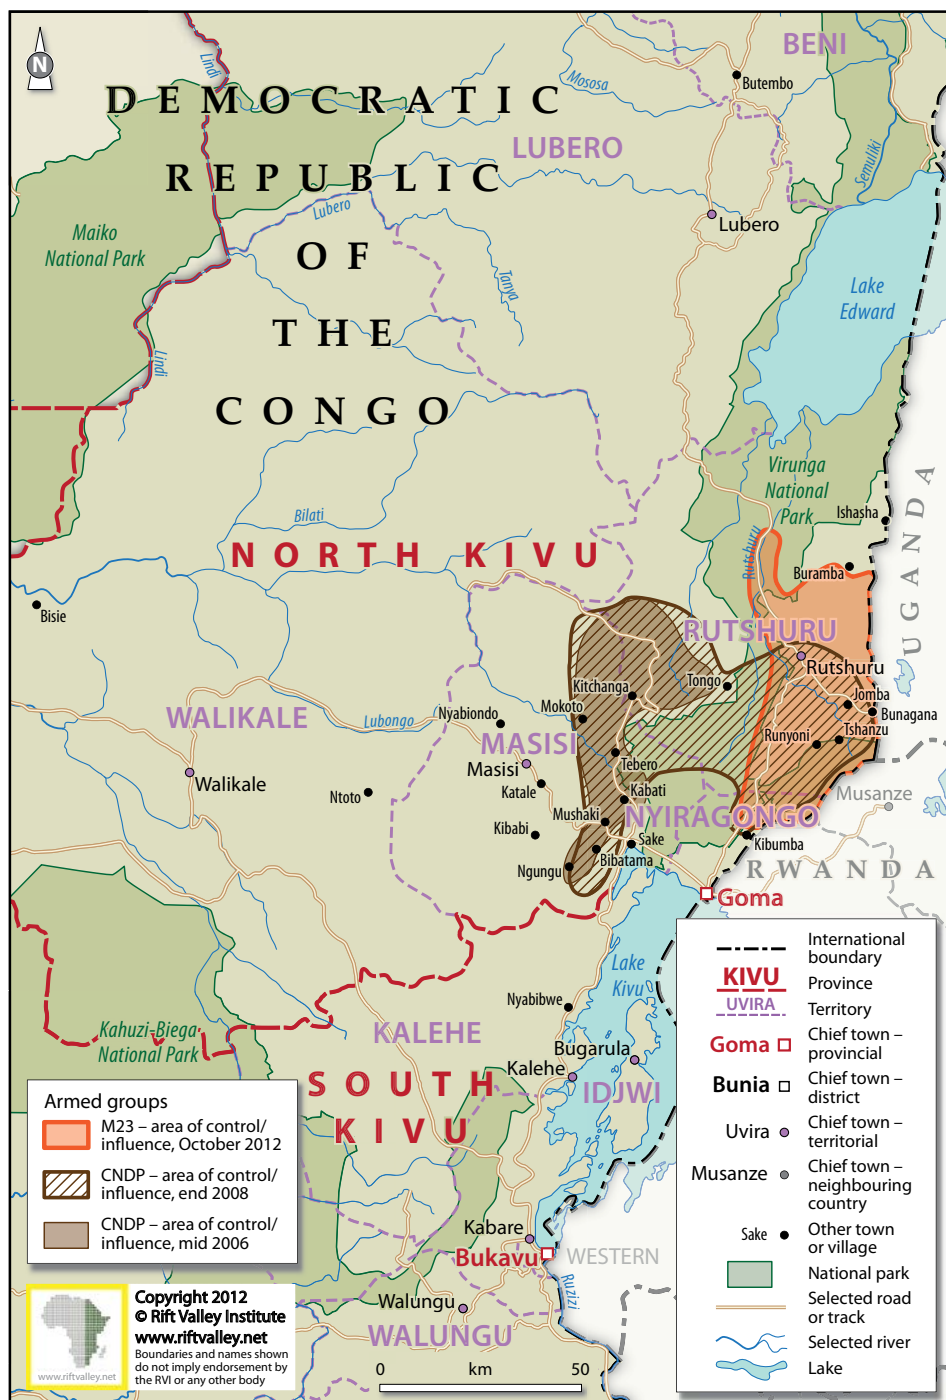 N
BENI
Lindi
Mososa
Butembo
DEMOCRATIC
LUBERO
Semuliki
REPUBLIC
Lubero
Lubero
Maiko
National Park
OF
Tanya
Lake
Edward
THE
Lindi
CONGO
Virunga
National
Park
UGANDA
Bilati
Ishasha
NORTH KIVU
Rutshuru
Buramba
Bisie
RUTSHURU
Rutshuru
Tongo
Kitchanga
Jomba
WALIKALE
Lubongo
Nyabiondo
Mokoto
Bunagana
Tshanzu
Runyoni
MASISI
Masisi
Tebero
Walikale
Katale
Kabati
Musanze
Ntoto
Mushaki
NYIRAGONGO
Kibabi
Sake
Kibumba
Bibatama
Ngungu
RWANDA
Goma
Lake
Kivu
Nyabibwe
Kahuzi-Biega
National Park
KALEHE
Bugarula
Kalehe
IDJWI
SOUTH
KIVU
Kabare
Bukavu
WESTERN
Ruzizi
Walungu
WALUNGU
International
boundary
KIVU
Province
UVIRA
Territory
Goma
Chief town –
provincial
Bunia
Chief town –
district
Uvira
Chief town –
territorial
Musanze
Chief town –
neighbouring
country
Sake
Other town
or village
National park
Selected road
or track
Selected river
Lake
Armed groups
M23 – area of control/
influence, October 2012
CNDP – area of control/
influence, end 2008
CNDP – area of control/
influence, mid 2006
www.riftvalley.net
Copyright 2012
© Rift Valley Institute
www.riftvalley.net
Boundaries and names shown
do not imply endorsement by
the RVI or any other body
0 km 50